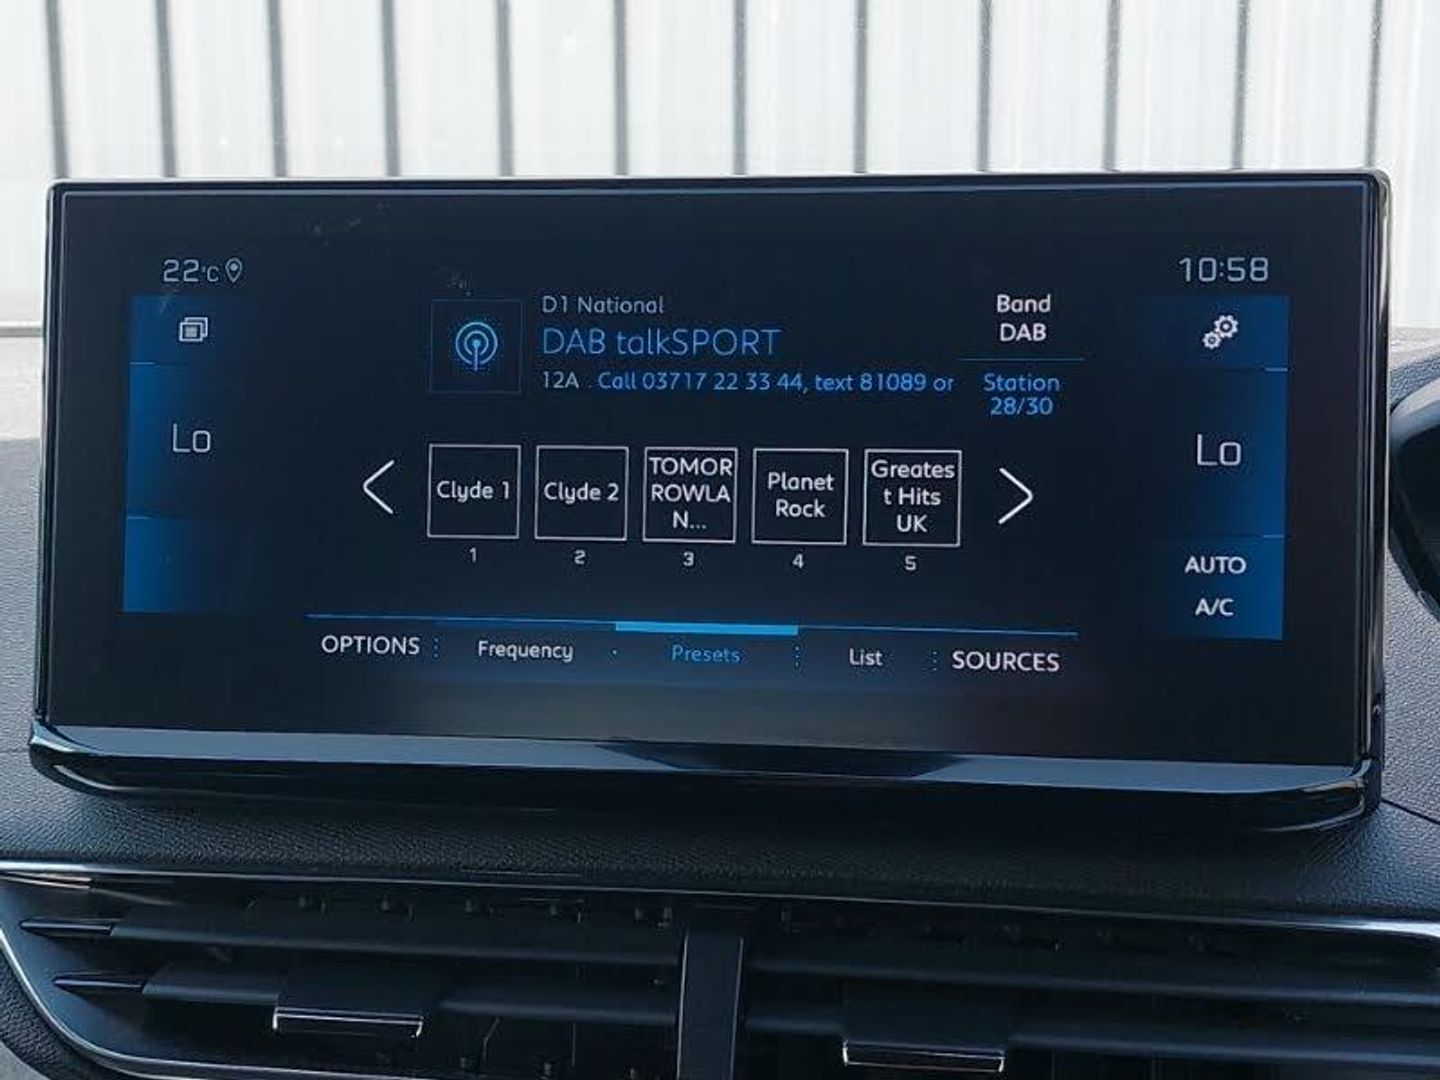 22°C
10:58
D1 National
DAB talkSPORT
12A . Call 03717 22 33 44, text 81089 or
Band
DAB
Station
28/30
Lo
Lo
Clyde 1
Clyde 2
TOMOR
ROWLA
N...
Planet
Rock
Greates
t Hits
UK
1
2
3
4
5
AUTO
A/C
OPTIONS
Frequency
Presets
List
SOURCES